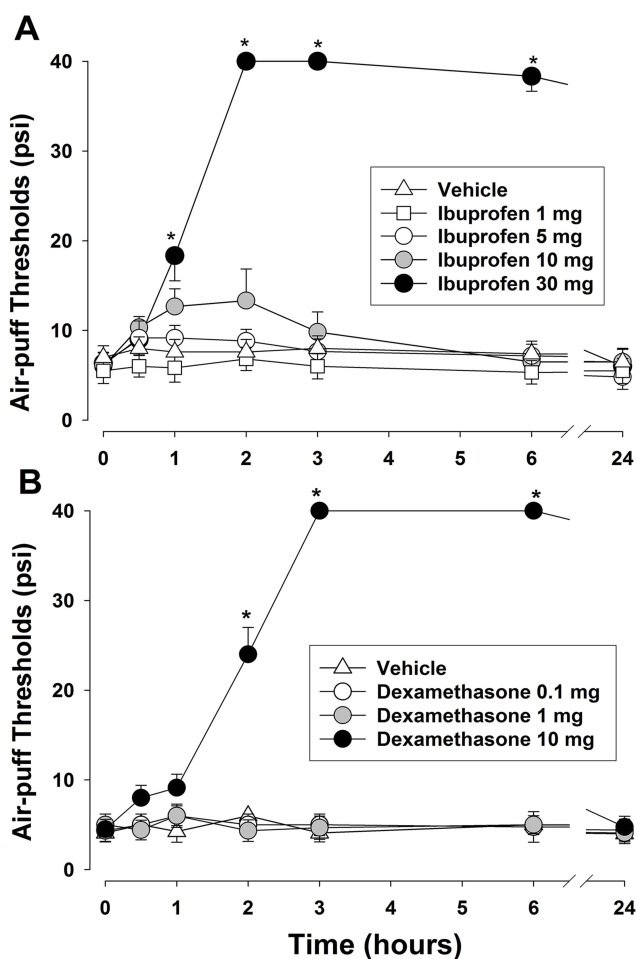 A
Air-puff Thresholds (psi)
40
30
20
10
0
*
*
*
*
Vehicle
Ibuprofen 1 mg
Ibuprofen 5 mg
Ibuprofen 10 mg
Ibuprofen 30 mg
0 1 2 3 4 5 6 24
B
Air-puff Thresholds (psi)
40
30
20
10
0
*
*
*
Vehicle
Dexamethasone 0.1 mg
Dexamethasone 1 mg
Dexamethasone 10 mg
0 1 2 3 4 5 6 24
Time (hours)